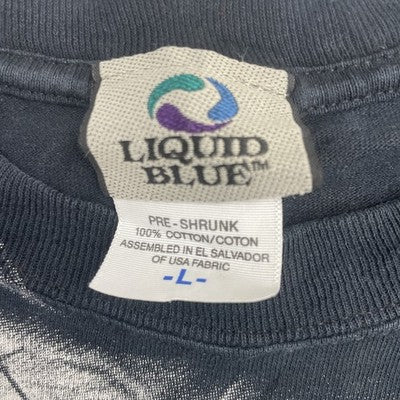 LIQUID
BLUE™
PRE-SHRUNK
100% COTTON/COTON
ASSEMBLED IN EL SALVADOR
OF USA FABRIC
-L-